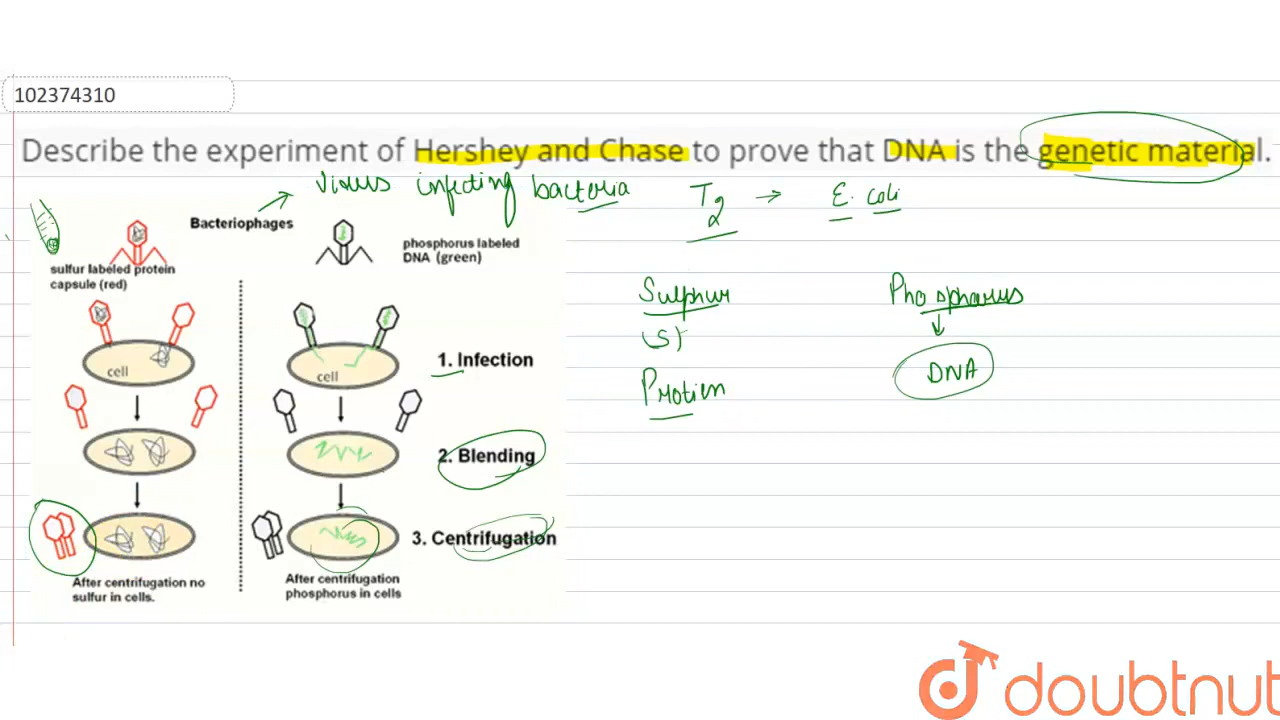 102374310
Describe the experiment of Hershey and Chase to prove that DNA is the genetic material.
Virus infecting bacteria
T2 → E. coli
Bacteriophages
sulfur labeled protein
capsule (red)
phosphorus labeled
DNA (green)
Sulphur
(S)
Protien
Phosphorus
DNA
cell
cell
1. Infection
2. Blending
3. Centrifugation
After centrifugation no
sulfur in cells.
After centrifugation
phosphorus in cells
doubtnut